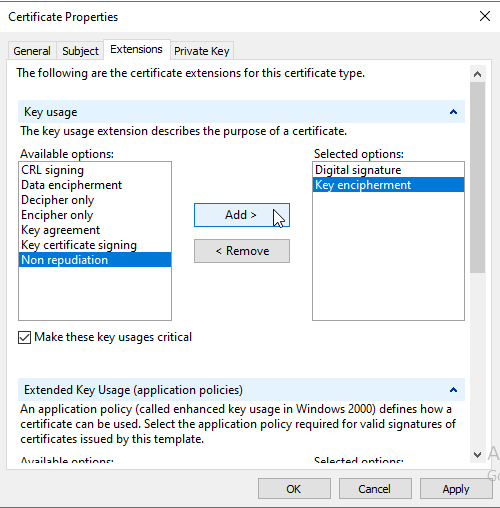 Certificate Properties
General Subject Extensions Private Key
The following are the certificate extensions for this certificate type.
Key usage
The key usage extension describes the purpose of a certificate.
Available options:
CRL signing
Data encipherment
Decipher only
Encipher only
Key agreement
Key certificate signing
Non repudiation
Add >
< Remove
Selected options:
Digital signature
Key encipherment
Make these key usages critical
Extended Key Usage (application policies)
An application policy (called enhanced key usage in Windows 2000) defines how a
certificate can be used. Select the application policy required for valid signatures of
certificates issued by this template.
Available options: Selected options:
OK Cancel Apply